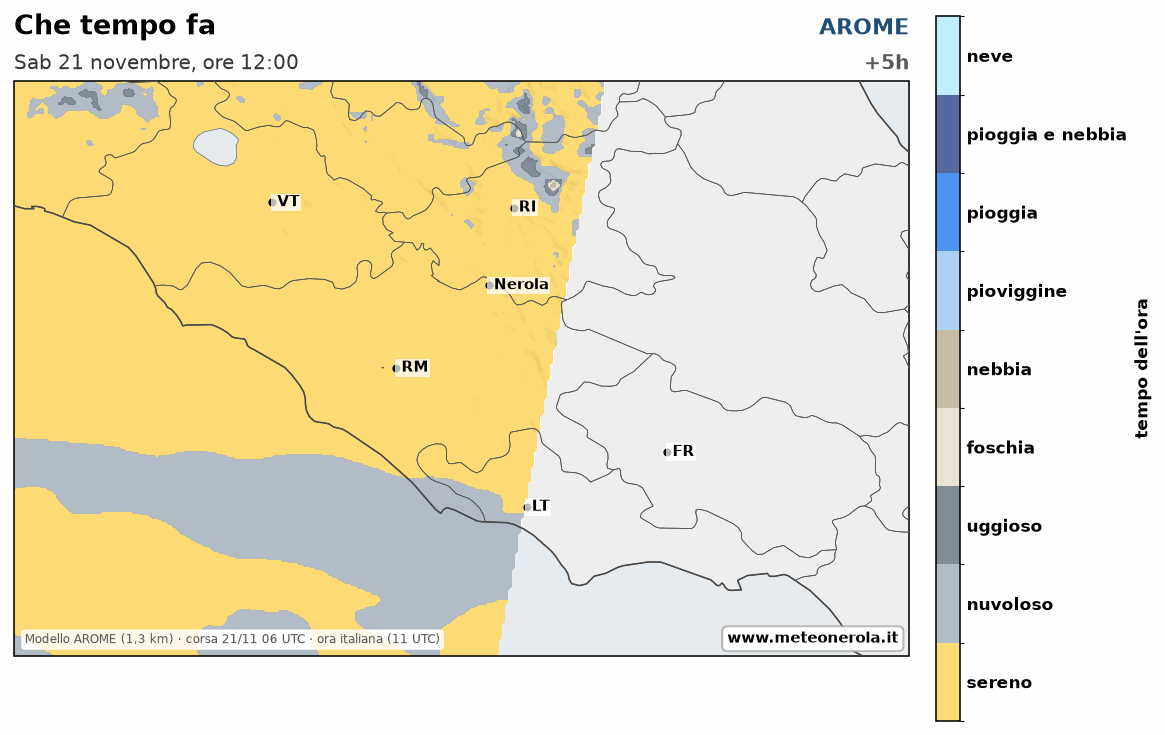 Che tempo fa
AROME
Sab 21 novembre, ore 12:00
+5h
neve
pioggia e nebbia
pioggia
pioviggine
nebbia
foschia
uggioso
nuvoloso
sereno
tempo dell'ora
VT
RI
Nerola
RM
FR
LT
Modello AROME (1,3 km) · corsa 21/11 06 UTC · ora italiana (11 UTC)
www.meteonerola.it